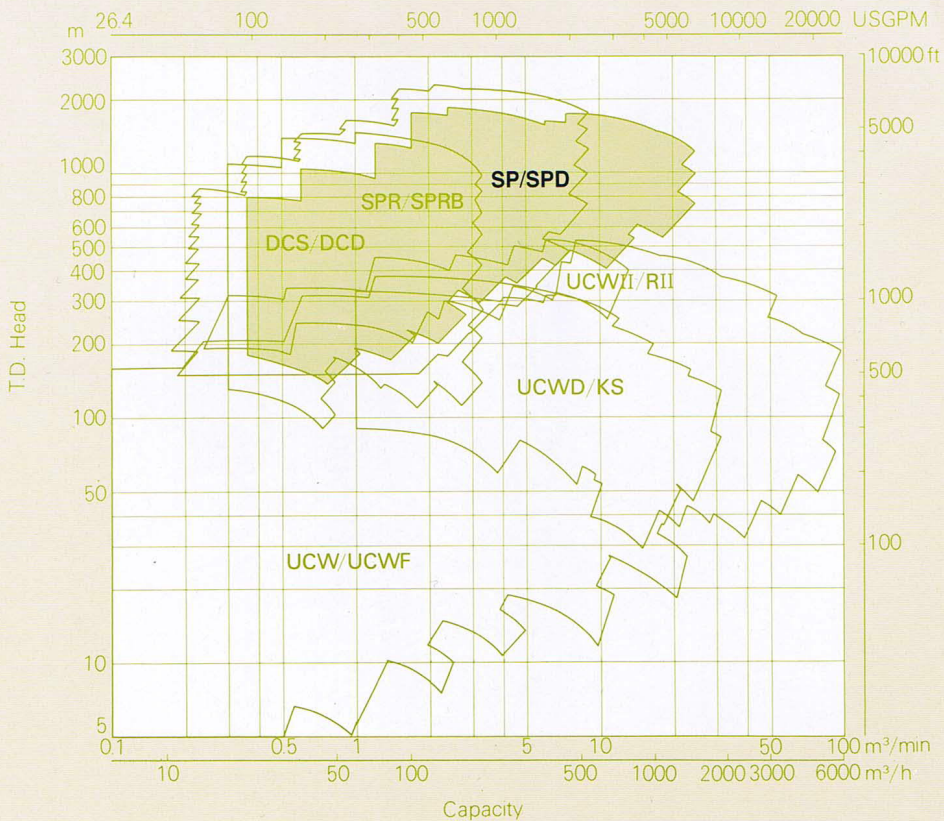 m 26.4 100 500 1000 5000 10000 20000 USGPM
3000
2000
1000
800
600
500
400
300
200
100
50
10
5
10000 ft
5000
1000
500
100
T.D. Head
SP/SPD
SPR/SPRB
DCS/DCD
UCWII/RII
UCWD/KS
UCW/UCWF
0.1 0.5 1 5 10 50 100 m³/min
10 50 100 500 1000 2000 3000 6000 m³/h
Capacity